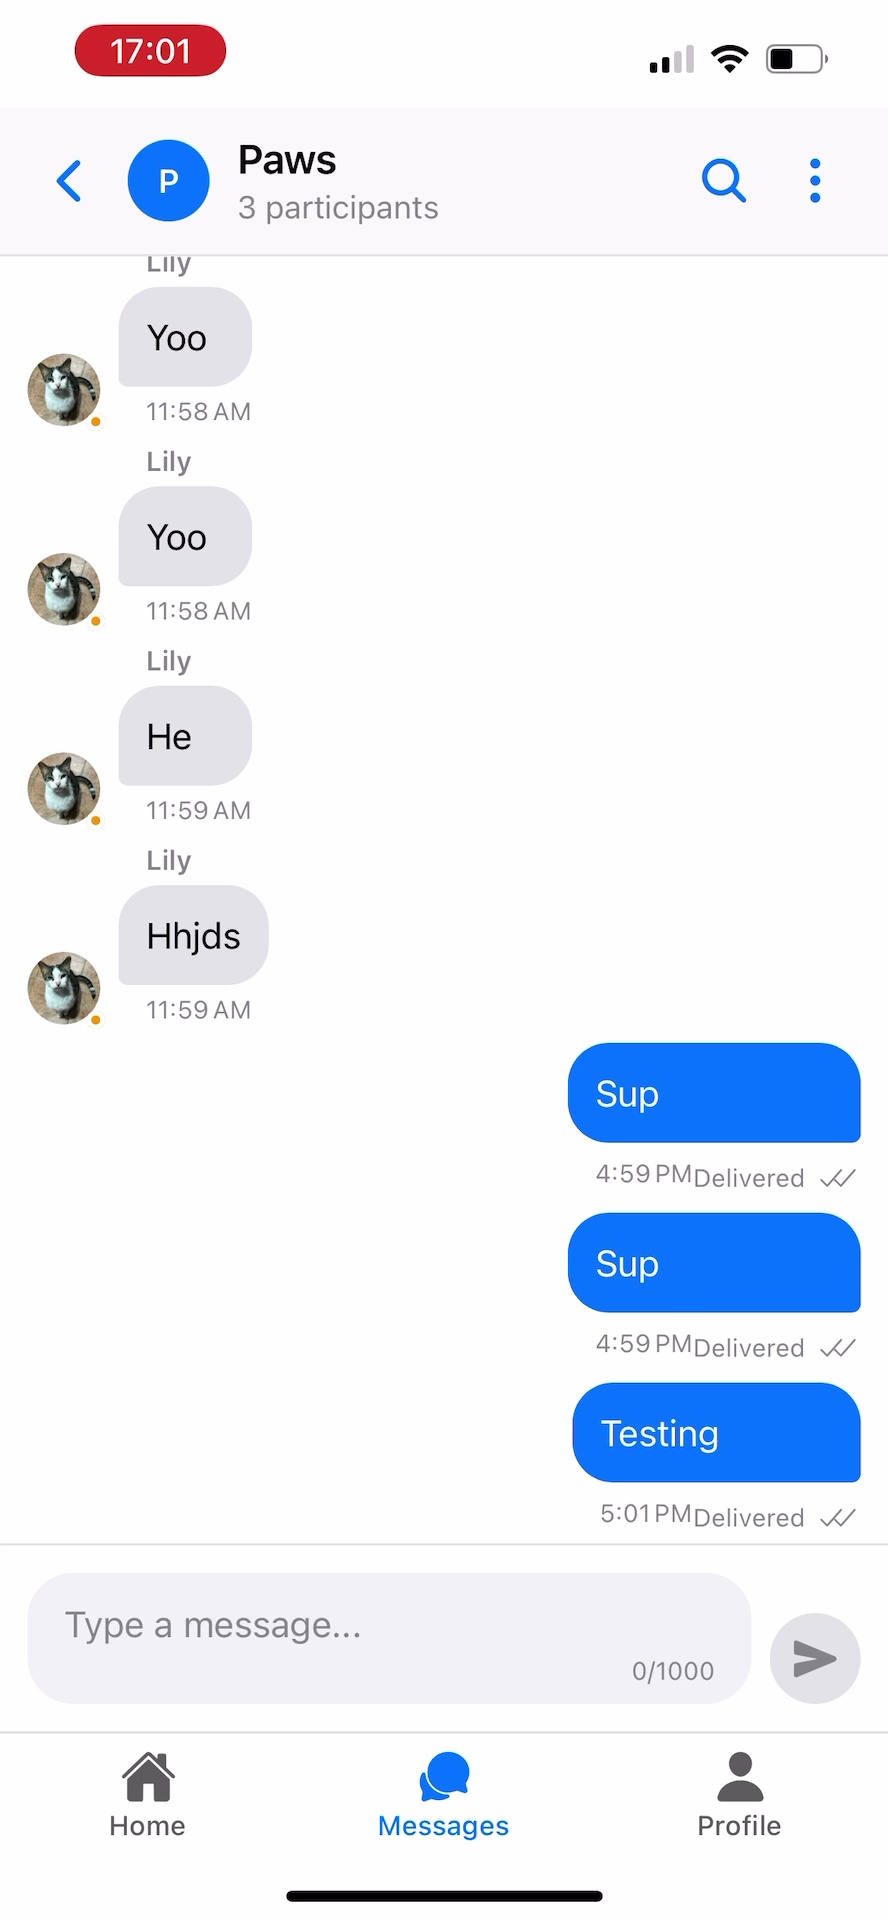 17:01
P
Paws
3 participants
Lily
Yoo
11:58 AM
Lily
Yoo
11:58 AM
Lily
He
11:59 AM
Lily
Hhjds
11:59 AM
Sup
4:59 PM Delivered
Sup
4:59 PM Delivered
Testing
5:01 PM Delivered
Type a message...
0/1000
Home Messages Profile